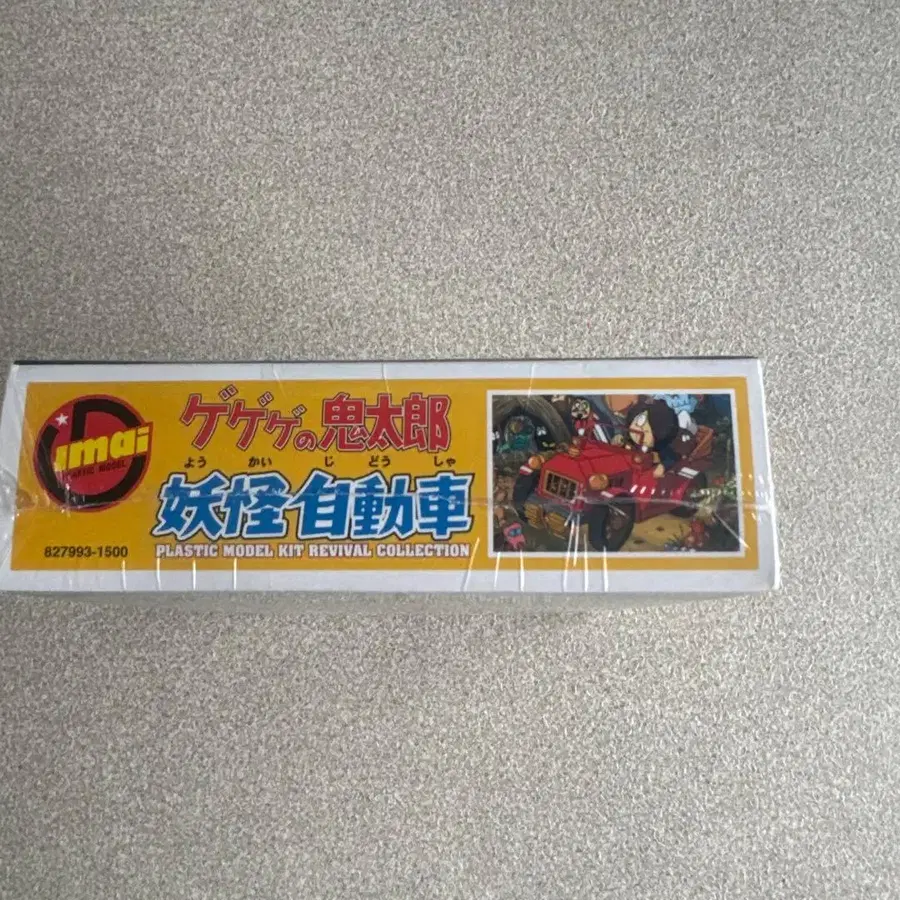 imai
PLASTIC MODEL
827993-1500
ゲゲゲの鬼太郎
よう かい じ どう しゃ
妖怪自動車
PLASTIC MODEL KIT REVIVAL COLLECTION